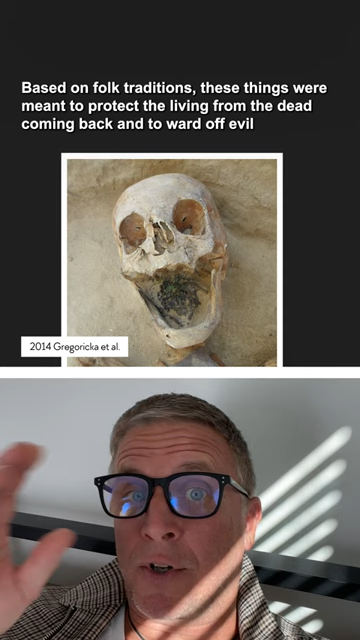 Based on folk traditions, these things were
meant to protect the living from the dead
coming back and to ward off evil
2014 Gregoricka et al.